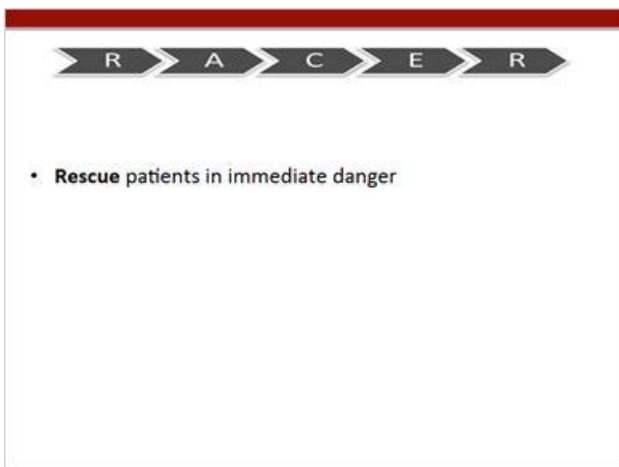 R A C E R
• Rescue patients in immediate danger